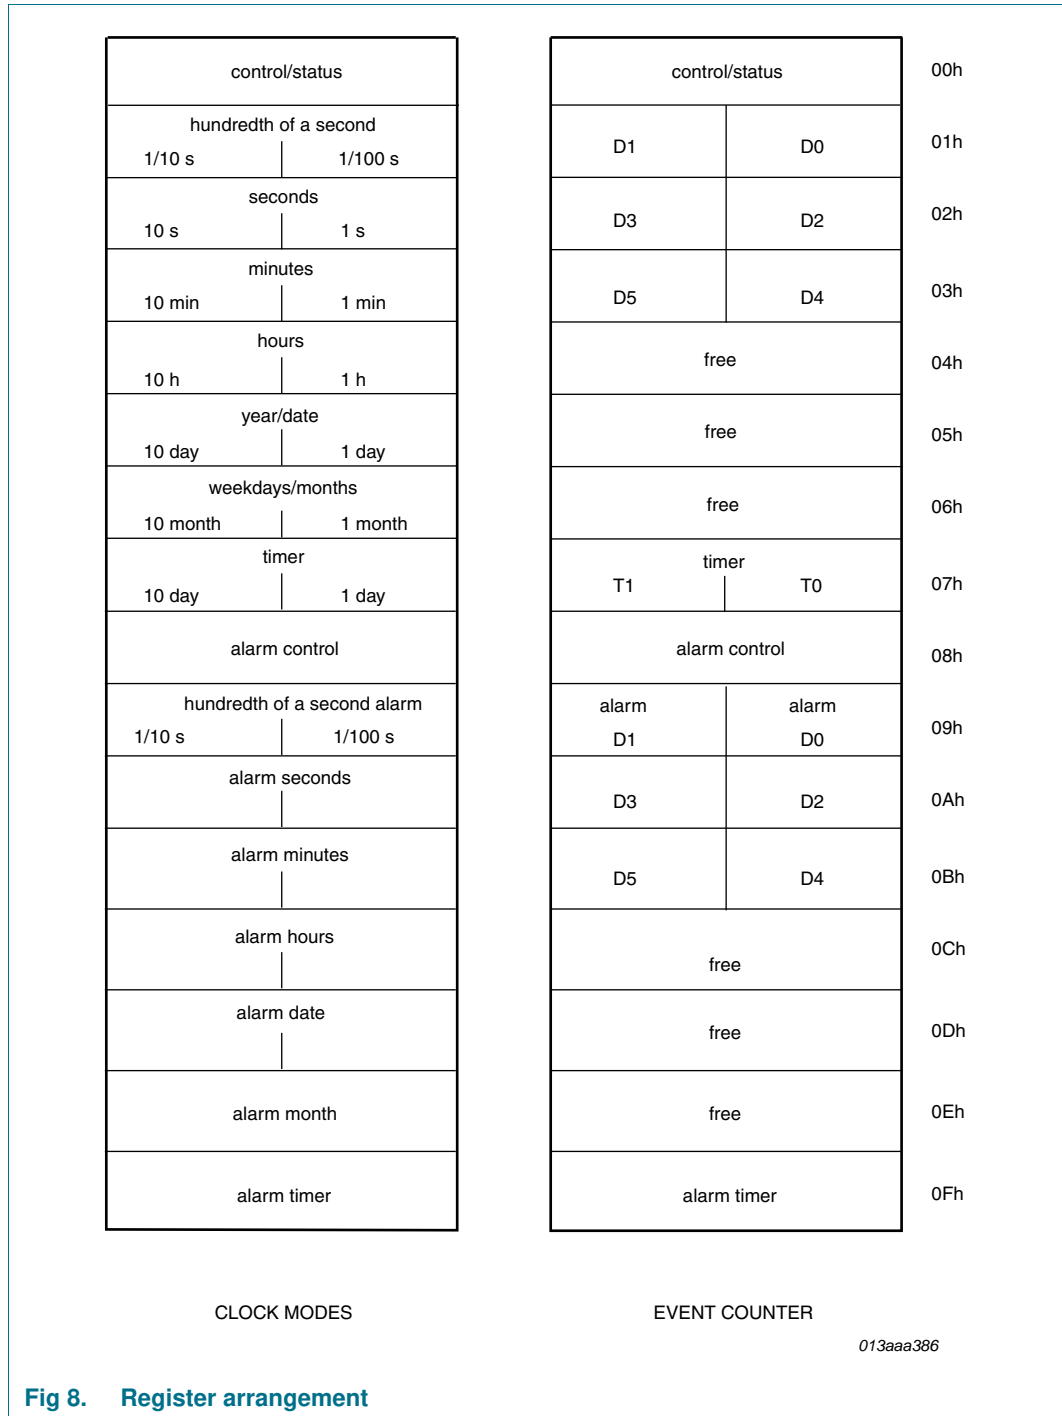 control/status control/status 00h
hundredth of a second
1/10 s 1/100 s D1 D0 01h
seconds
10 s 1 s D3 D2 02h
minutes
10 min 1 min D5 D4 03h
hours
10 h 1 h free 04h
year/date
10 day 1 day free 05h
weekdays/months
10 month 1 month free 06h
timer timer
10 day 1 day T1 T0 07h
alarm control alarm control 08h
hundredth of a second alarm alarm alarm
1/10 s 1/100 s D1 D0 09h
alarm seconds D3 D2 0Ah
alarm minutes D5 D4 0Bh
alarm hours free 0Ch
alarm date free 0Dh
alarm month free 0Eh
alarm timer alarm timer 0Fh
CLOCK MODES EVENT COUNTER
013aaa386
Fig 8. Register arrangement